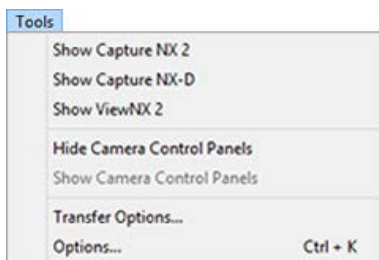 Tools
Show Capture NX 2
Show Capture NX-D
Show ViewNX 2
Hide Camera Control Panels
Show Camera Control Panels
Transfer Options...
Options... Ctrl + K